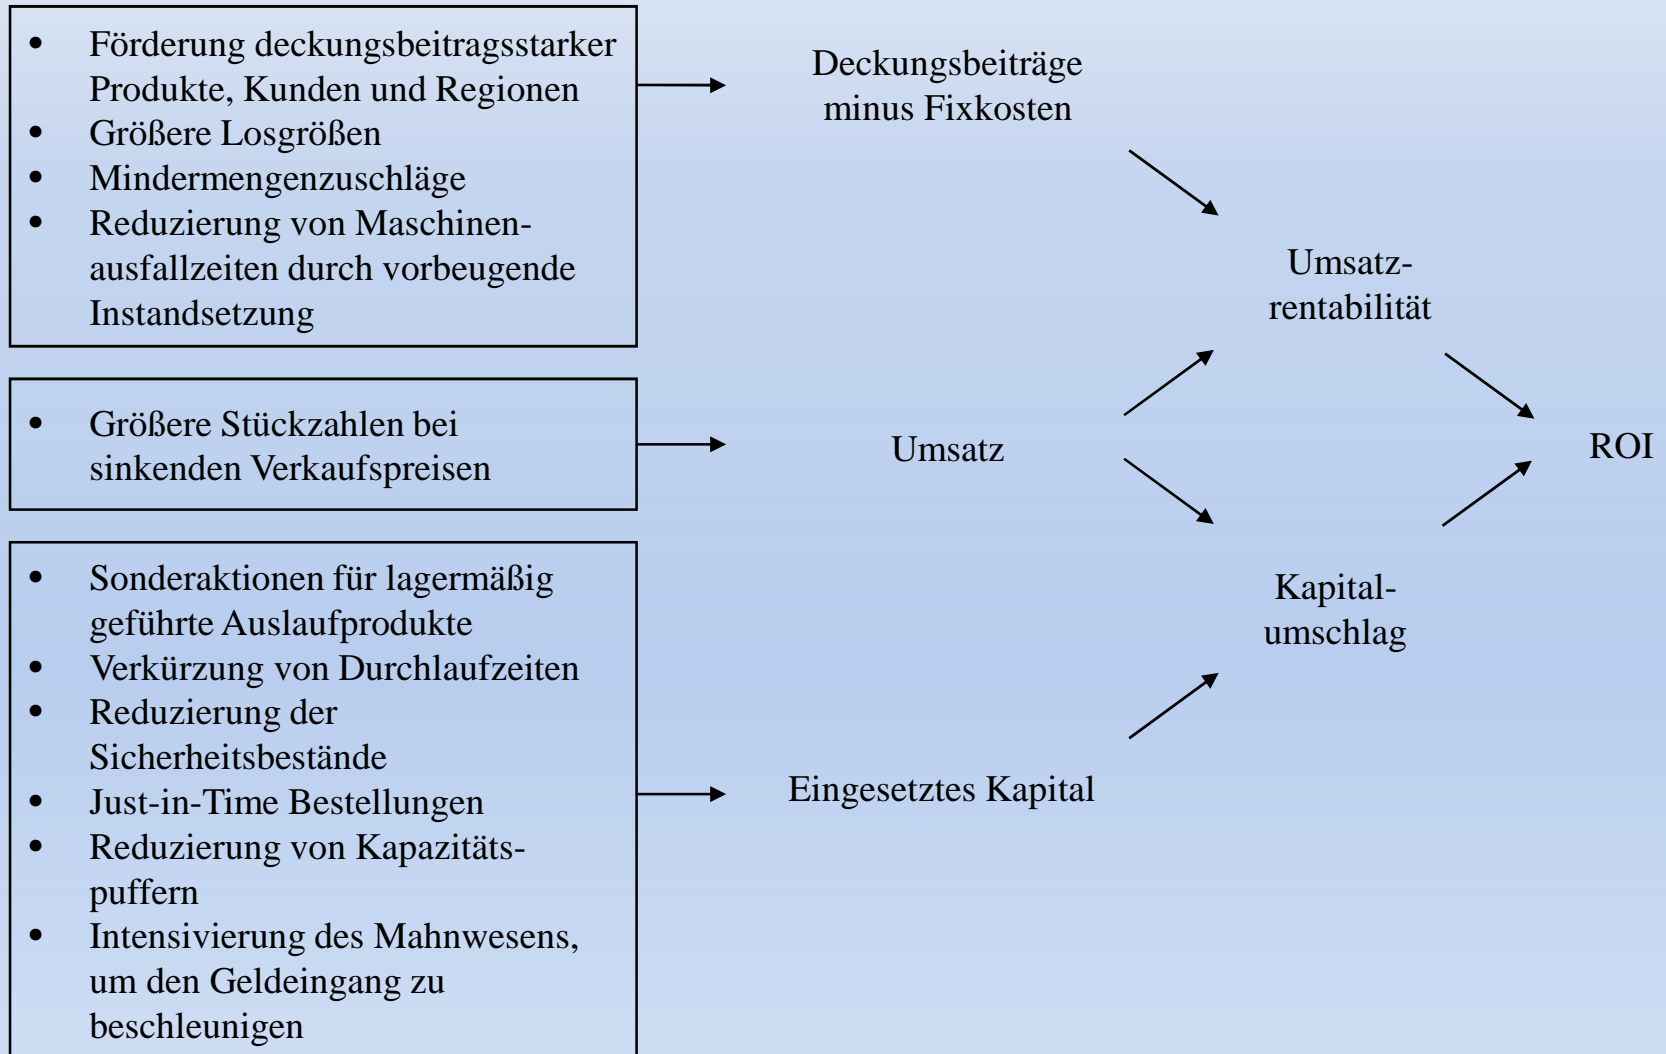 • Förderung deckungsbeitragsstarker
Produkte, Kunden und Regionen
• Größere Losgrößen
• Mindermengenzuschläge
• Reduzierung von Maschinen-
ausfallzeiten durch vorbeugende
Instandsetzung
Deckungsbeiträge
minus Fixkosten
Umsatz-
rentabilität
• Größere Stückzahlen bei
sinkenden Verkaufspreisen
Umsatz
ROI
• Sonderaktionen für lagermäßig
geführte Auslaufprodukte
• Verkürzung von Durchlaufzeiten
• Reduzierung der
Sicherheitsbestände
• Just-in-Time Bestellungen
• Reduzierung von Kapazitäts-
puffern
• Intensivierung des Mahnwesens,
um den Geldeingang zu
beschleunigen
Kapital-
umschlag
Eingesetztes Kapital